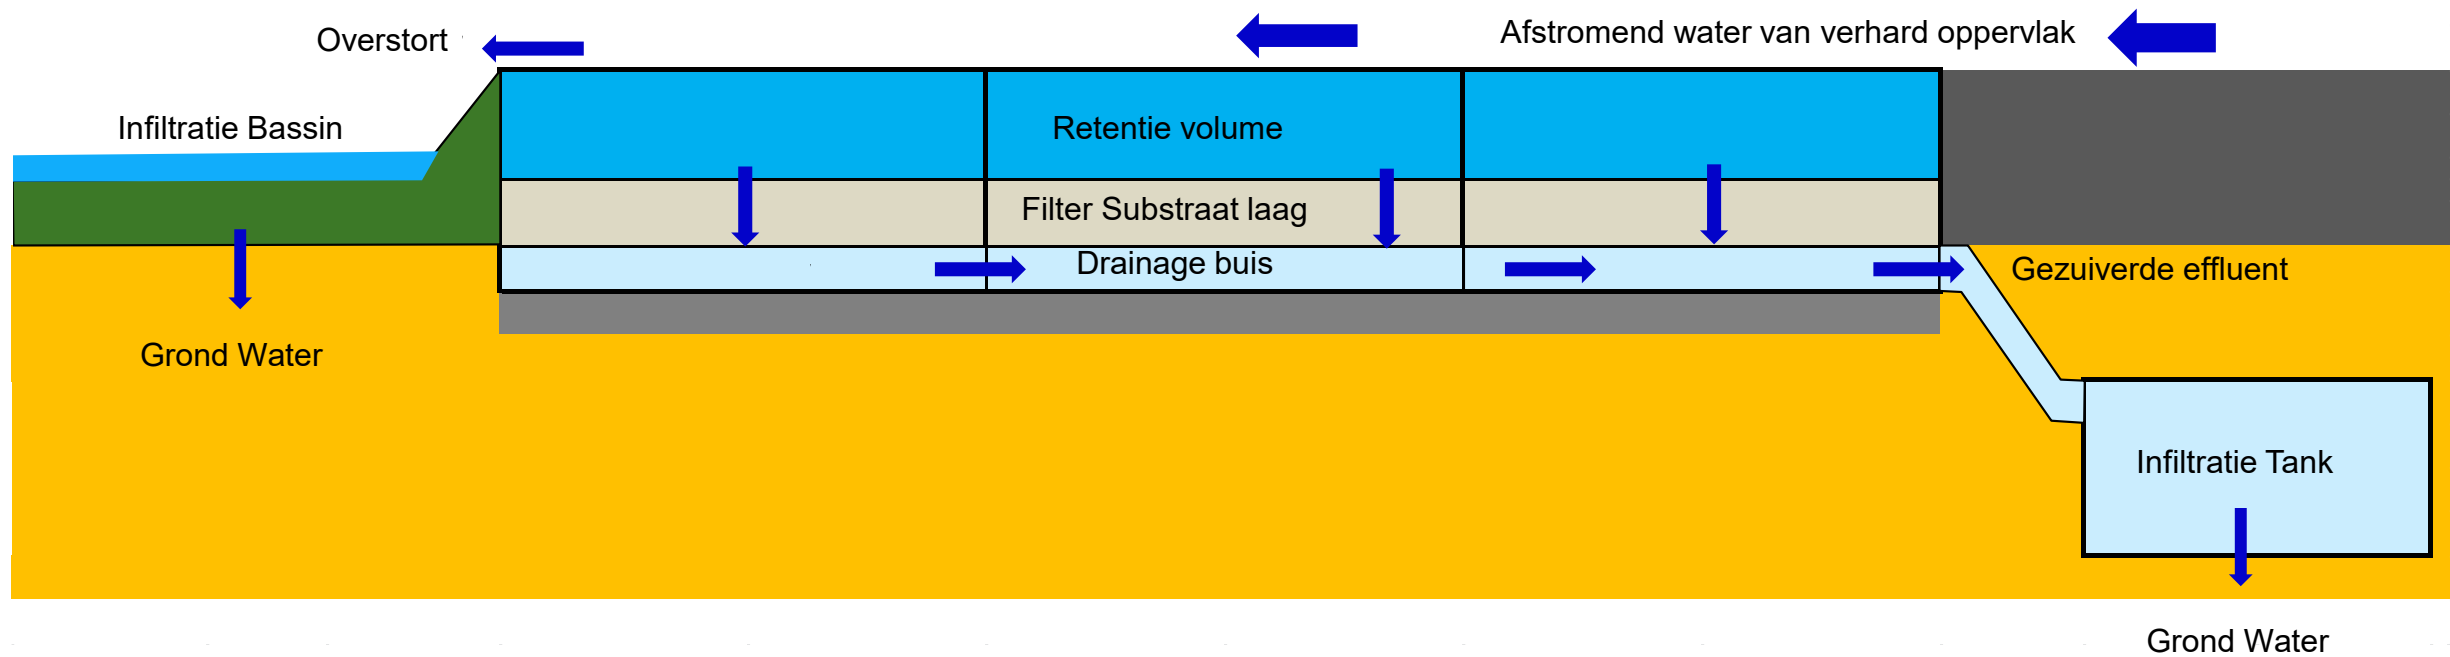 Overstort
Afstromend water van verhard oppervlak
Infiltratie Bassin
Retentie volume
Filter Substraat laag
Drainage buis
Gezuiverde effluent
Grond Water
Infiltratie Tank
Grond Water